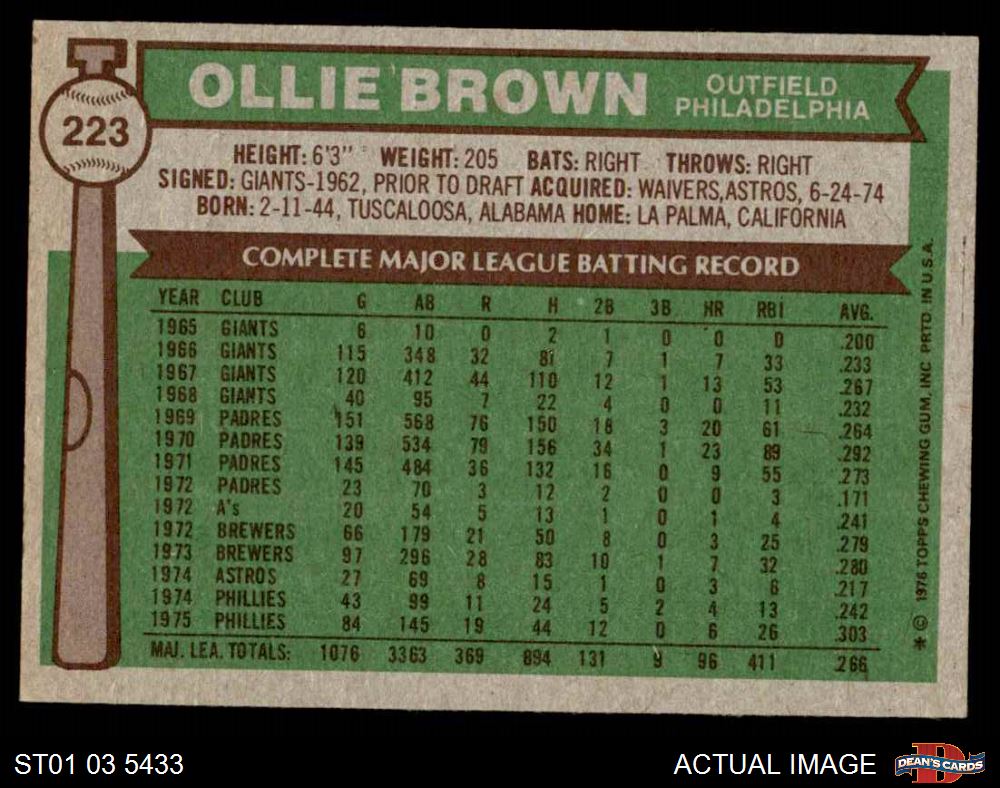 OLLIE BROWN
OUTFIELD
PHILADELPHIA
223
HEIGHT: 6'3" WEIGHT: 205 BATS: RIGHT THROWS: RIGHT
SIGNED: GIANTS-1962, PRIOR TO DRAFT ACQUIRED: WAIVERS,ASTROS, 6-24-74
BORN: 2-11-44, TUSCALOOSA, ALABAMA HOME: LA PALMA, CALIFORNIA
COMPLETE MAJOR LEAGUE BATTING RECORD
YEAR CLUB G AB R H 2B 3B HR RBI AVG.
1965 GIANTS 6 10 0 2 1 0 0 0 .200
1966 GIANTS 115 348 32 81 7 1 7 33 .233
1967 GIANTS 120 412 44 110 12 1 13 53 .267
1968 GIANTS 40 95 7 22 4 0 0 11 .232
1969 PADRES 151 568 76 150 18 3 20 61 .264
1970 PADRES 139 534 79 156 34 1 23 89 .292
1971 PADRES 145 484 36 132 16 0 9 55 .273
1972 PADRES 23 70 3 12 2 0 0 3 .171
1972 A's 20 54 5 13 1 0 1 4 .241
1972 BREWERS 66 179 21 50 8 0 3 25 .279
1973 BREWERS 97 296 28 83 10 1 7 32 .280
1974 ASTROS 27 69 8 15 1 0 3 6 .217
1974 PHILLIES 43 99 11 24 5 2 4 13 .242
1975 PHILLIES 84 145 19 44 12 0 6 26 .303
MAJ. LEA. TOTALS: 1076 3363 369 894 131 9 96 411 .266
* © 1976 TOPPS CHEWING GUM, INC PRTD. IN U.S.A.
ST01 03 5433
ACTUAL IMAGE
D
DEAN'S CARDS